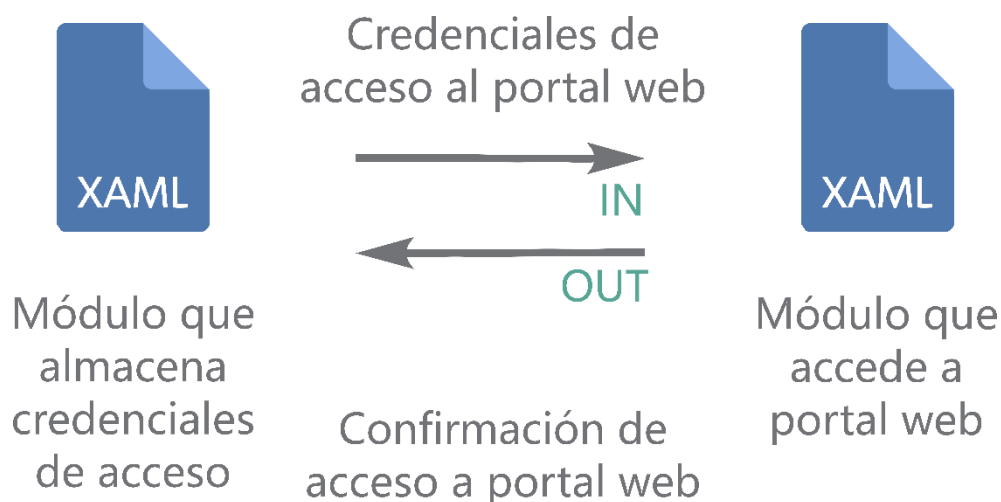 Credenciales de
acceso al portal web
XAML
XAML
IN
OUT
Módulo que
almacena
credenciales
de acceso
Confirmación de
acceso a portal web
Módulo que
accede a
portal web